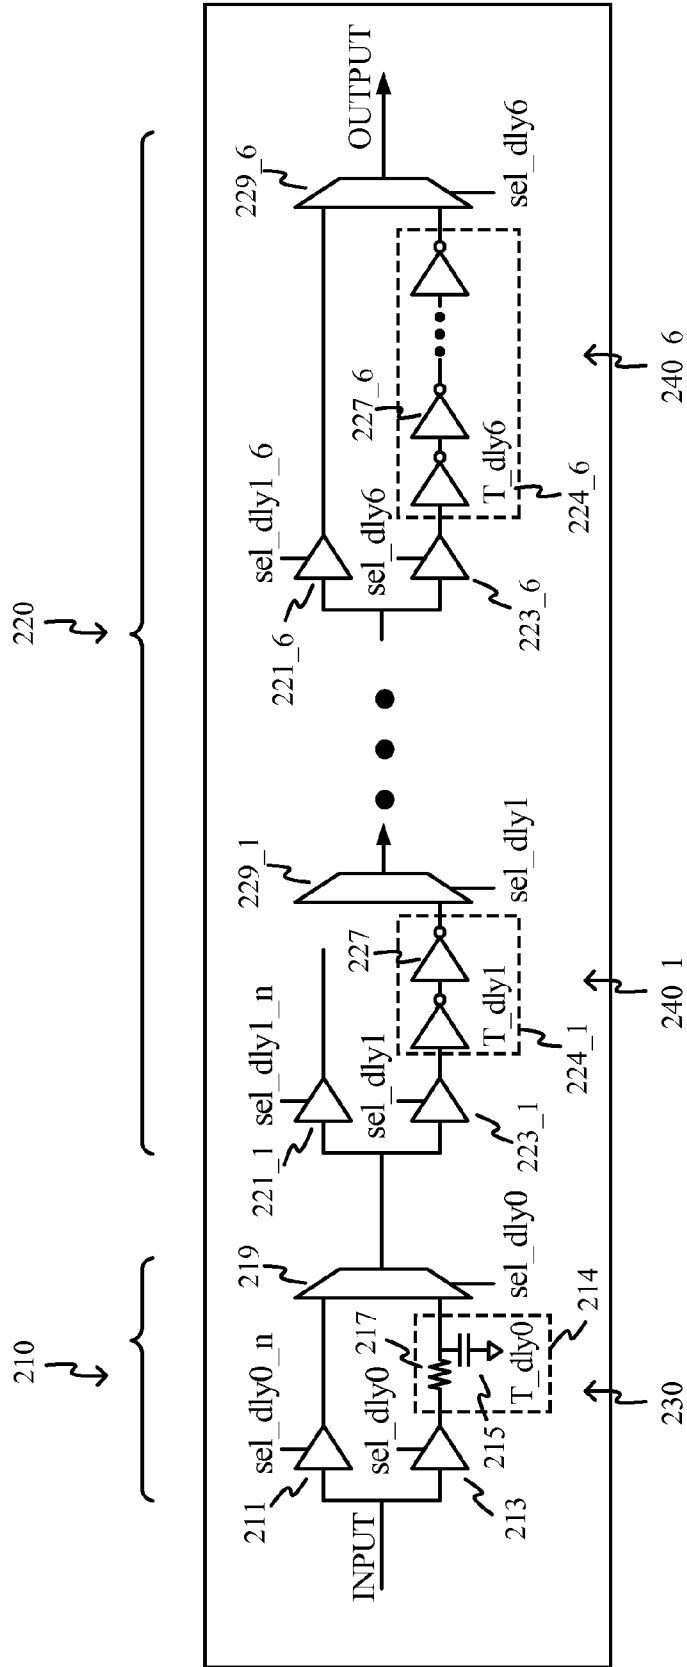 210
220
211
sel_dly0_n
219
221_1
sel_dly1_n
229_1
221_6
sel_dly1_6
229_6
INPUT
OUTPUT
sel_dly0
217
sel_dly1
227
sel_dly6
227_6
213
215
T_dly0
sel_dly0
223_1
T_dly1
sel_dly1
223_6
T_dly6
sel_dly6
214
224_1
224_6
230
240_1
240_6